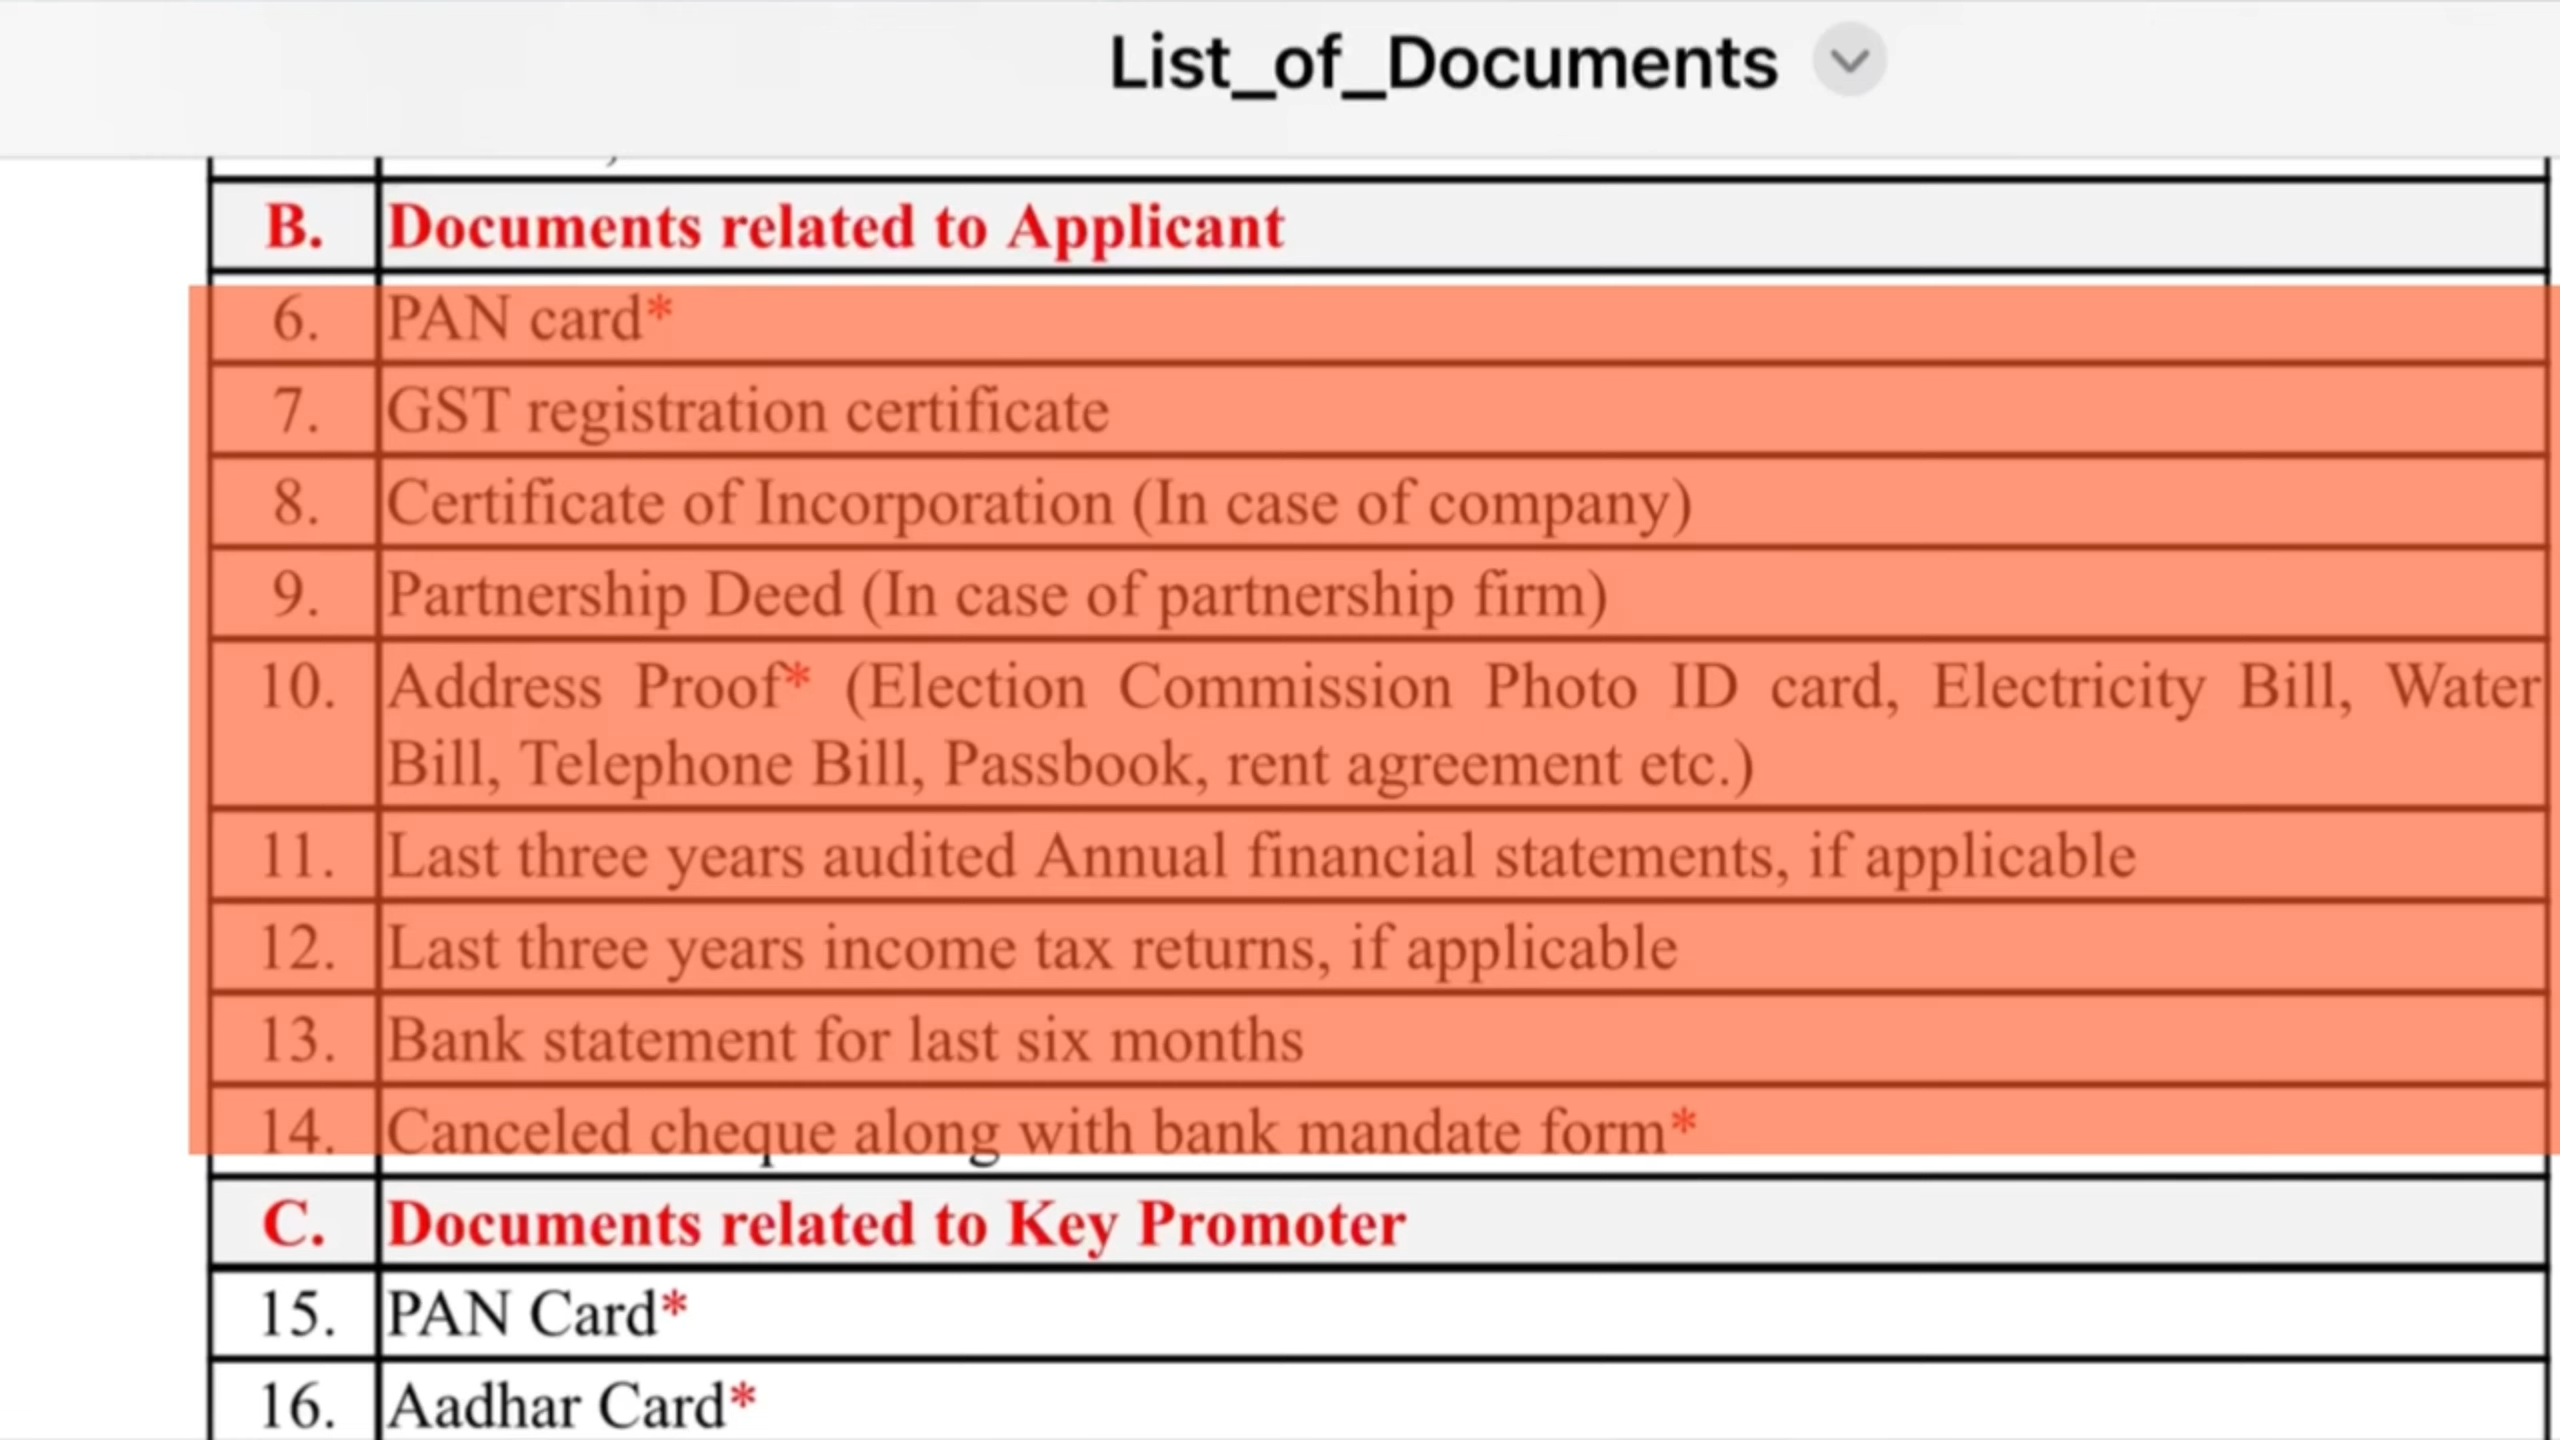 List_of_Documents
B. Documents related to Applicant
6. PAN card*
7. GST registration certificate
8. Certificate of Incorporation (In case of company)
9. Partnership Deed (In case of partnership firm)
10. Address Proof* (Election Commission Photo ID card, Electricity Bill, Water
Bill, Telephone Bill, Passbook, rent agreement etc.)
11. Last three years audited Annual financial statements, if applicable
12. Last three years income tax returns, if applicable
13. Bank statement for last six months
14. Canceled cheque along with bank mandate form*
C. Documents related to Key Promoter
15. PAN Card*
16. Aadhar Card*